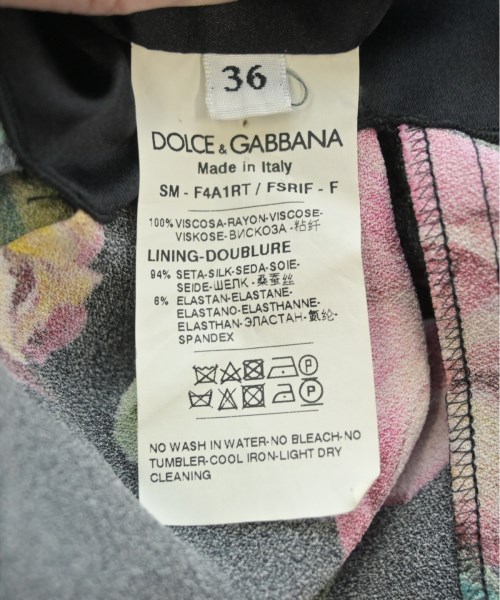 36
DOLCE & GABBANA
Made in Italy
SM - F4A1RT / FSRIF - F
100% VISCOSA-RAYON-VISCOSE-
VISKOSE-ВИСКОЗА -粘纤
LINING-DOUBLURE
94% SETA-SILK-SEDA-SOIE-
SEIDE-ШЕЛК-桑蚕丝
6% ELASTAN-ELASTANE-
ELASTANO-ELASTHANNE-
ELASTHAN-ЭЛАСТАН-氨纶-
SPANDEX
P
P
NO WASH IN WATER-NO BLEACH-NO
TUMBLER-COOL IRON-LIGHT DRY
CLEANING